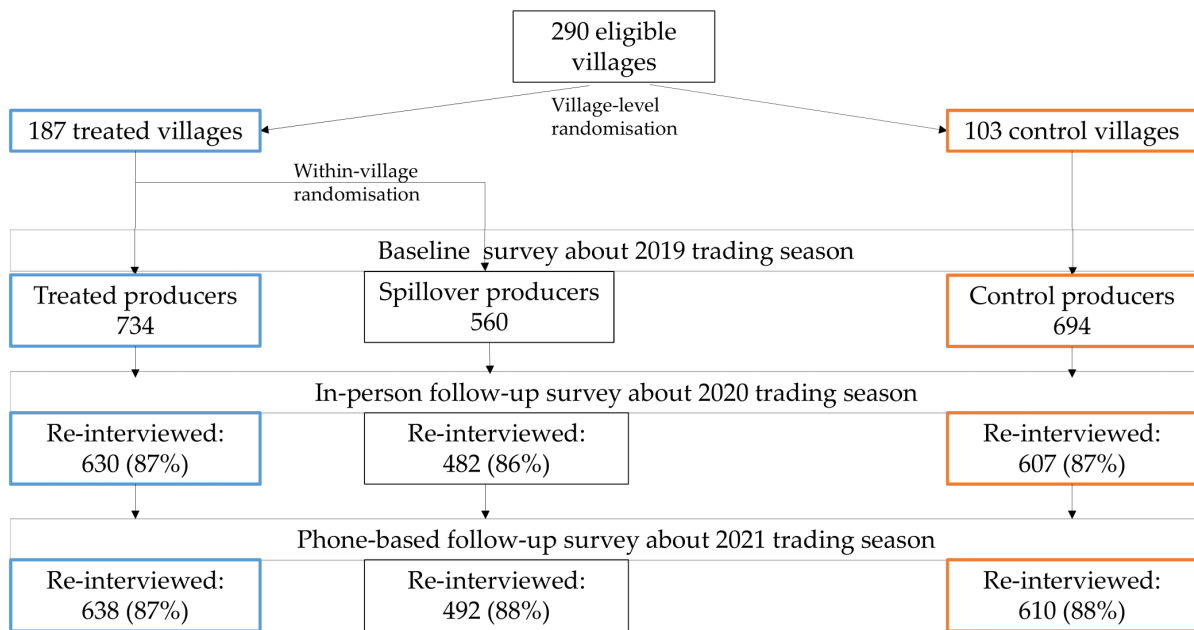 290 eligible
villages
Village-level
randomisation
187 treated villages
103 control villages
Within-village
randomisation
Baseline survey about 2019 trading season
Treated producers
734
Spillover producers
560
Control producers
694
In-person follow-up survey about 2020 trading season
Re-interviewed:
630 (87%)
Re-interviewed:
482 (86%)
Re-interviewed:
607 (87%)
Phone-based follow-up survey about 2021 trading season
Re-interviewed:
638 (87%)
Re-interviewed:
492 (88%)
Re-interviewed:
610 (88%)